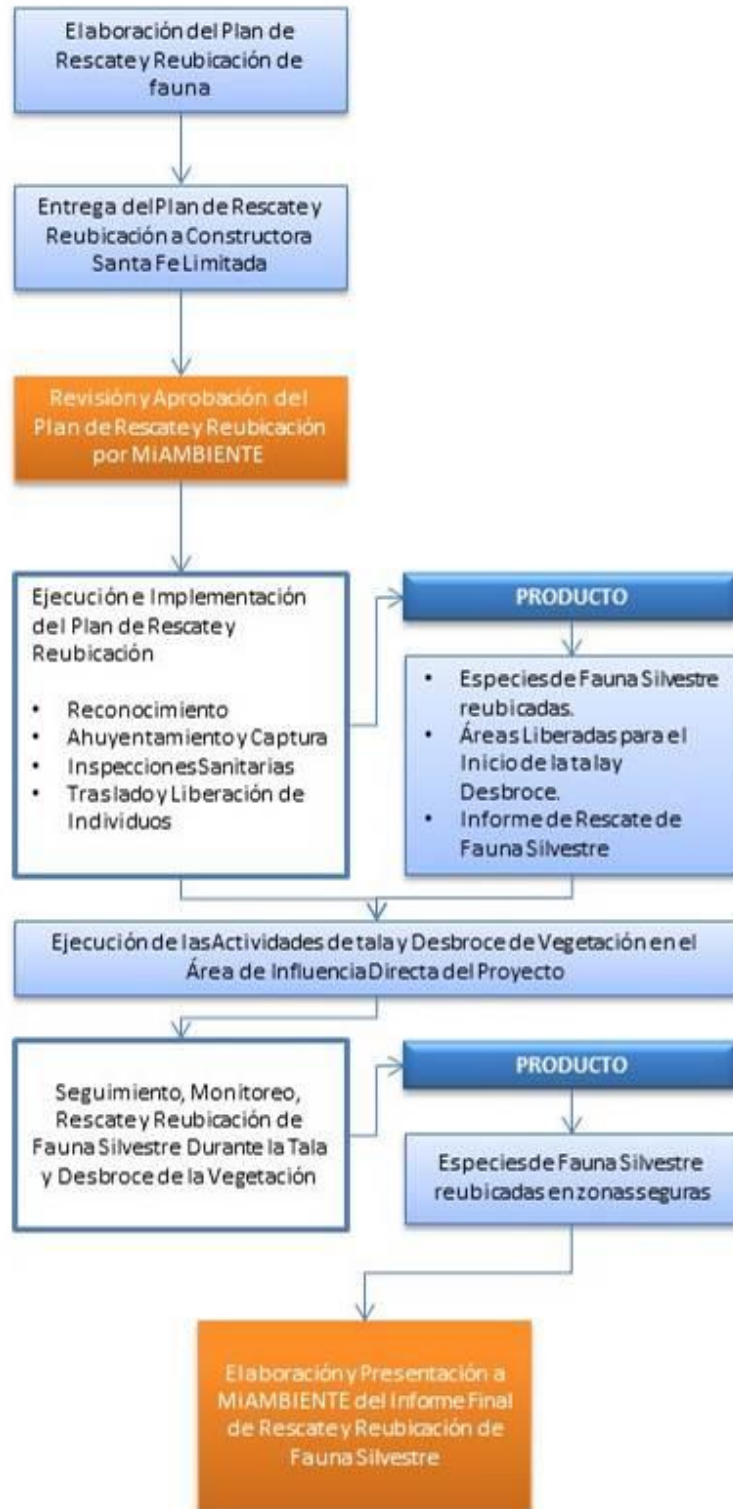 Elaboración del Plan de
Rescate y Reubicación de
fauna
Entrega del Plan de Rescate y
Reubicación a Constructora
Santa Fe Limitada
Revisión y Aprobación del
Plan de Rescate y Reubicación
por MiAMBIENTE
Ejecución e Implementación
del Plan de Rescate y
Reubicación
• Reconocimiento
• Ahuyentamiento y Captura
• Inspecciones Sanitarias
• Traslado y Liberación de
Individuos
PRODUCTO
• Especies de Fauna Silvestre
reubicadas.
• Áreas Liberadas para el
Inicio de la tala y
Desbroce.
• Informe de Rescate de
Fauna Silvestre
Ejecución de las Actividades de tala y Desbroce de Vegetación en el
Área de Influencia Directa del Proyecto
Seguimiento, Monitoreo,
Rescate y Reubicación de
Fauna Silvestre Durante la Tala
y Desbroce de la Vegetación
PRODUCTO
Especies de Fauna Silvestre
reubicadas en zonas seguras
Elaboración y Presentación a
MiAMBIENTE del Informe Final
de Rescate y Reubicación de
Fauna Silvestre